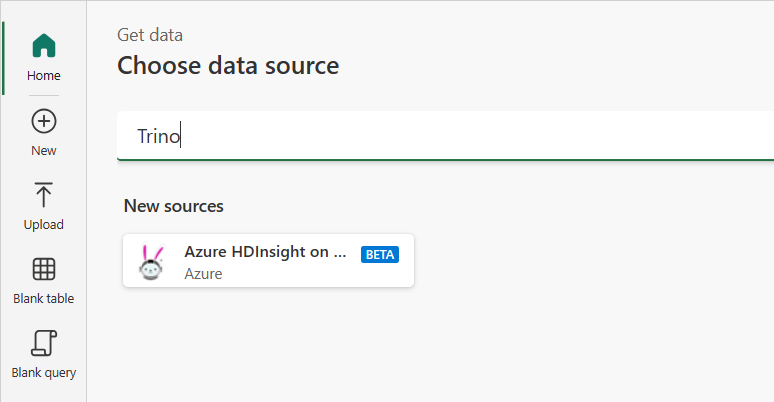 Get data
Choose data source
Home
Trino
New
New sources
Upload
Azure HDInsight on ...
BETA
Azure
Blank table
Blank query